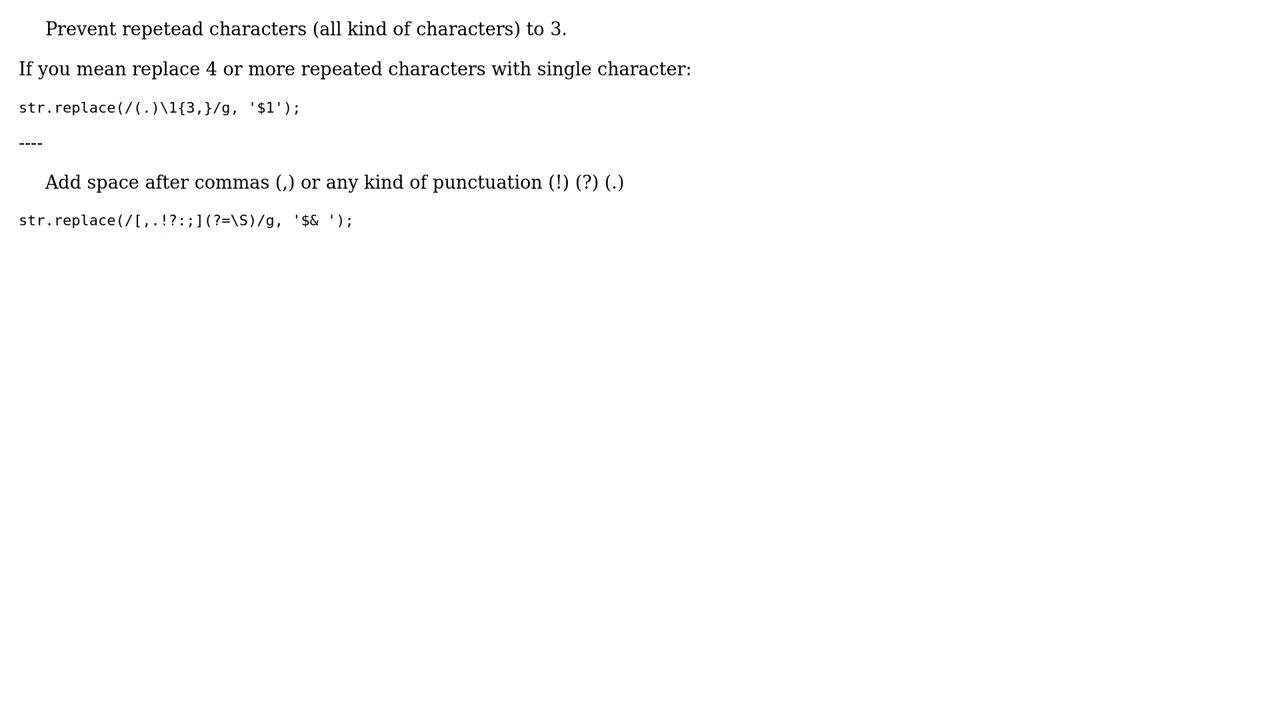 Prevent repetead characters (all kind of characters) to 3.
If you mean replace 4 or more repeated characters with single character:
str.replace(/(.)\1{3,}/g, '$1');
----
Add space after commas (,) or any kind of punctuation (!) (?) (.)
str.replace(/[,.!?:;](?=\S)/g, '$& ');